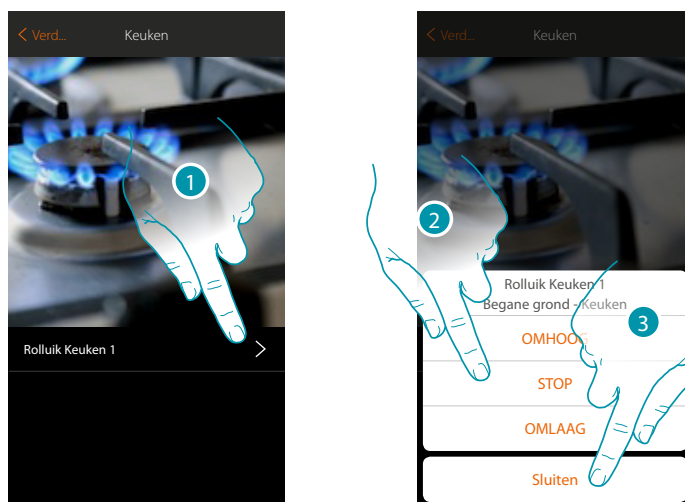 Verd...
Keuken
1
Rolluik Keuken 1
Verd...
Keuken
2
Rolluik Keuken 1
Begane grond - Keuken
3
OMHOOG
STOP
OMLAAG
Sluiten